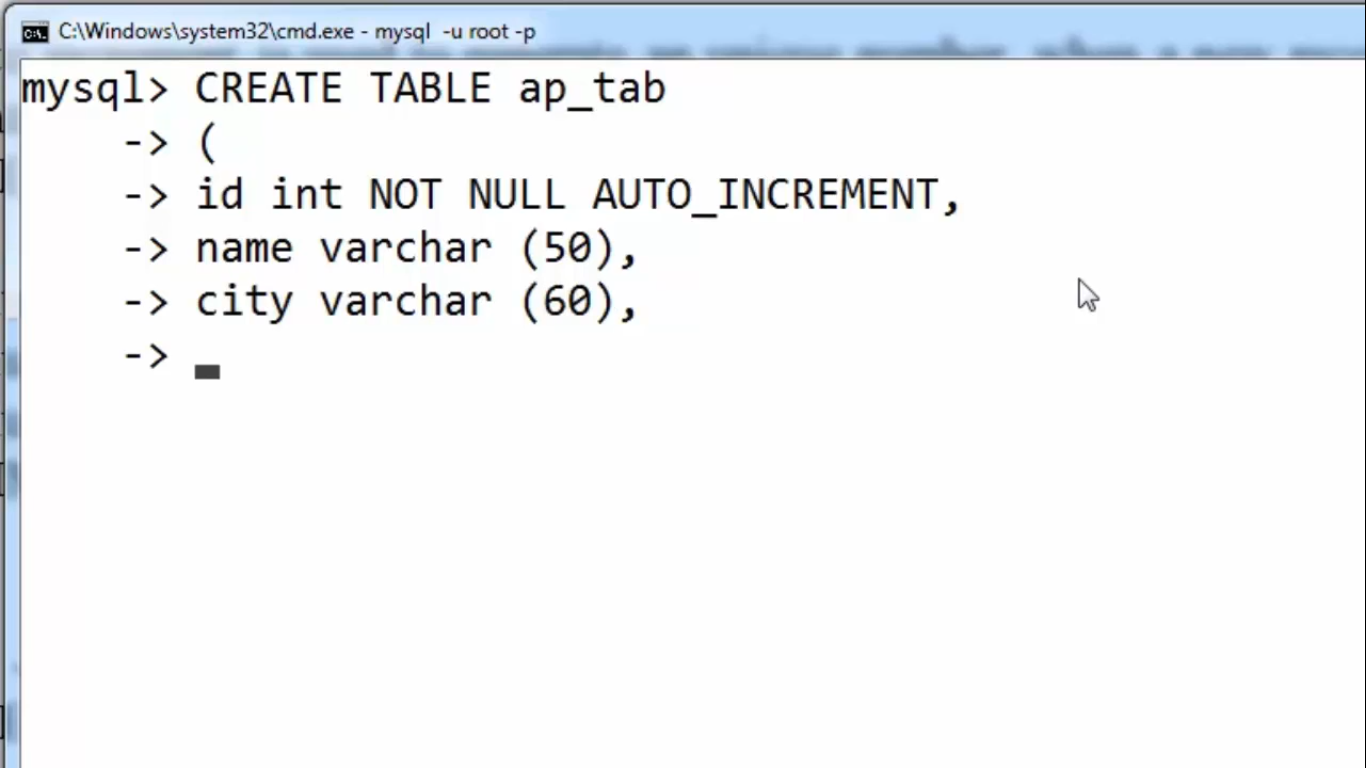 C:\Windows\system32\cmd.exe - mysql  -u root -p
mysql> CREATE TABLE ap_tab
    -> (
    -> id int NOT NULL AUTO_INCREMENT,
    -> name varchar (50),
    -> city varchar (60),
    ->